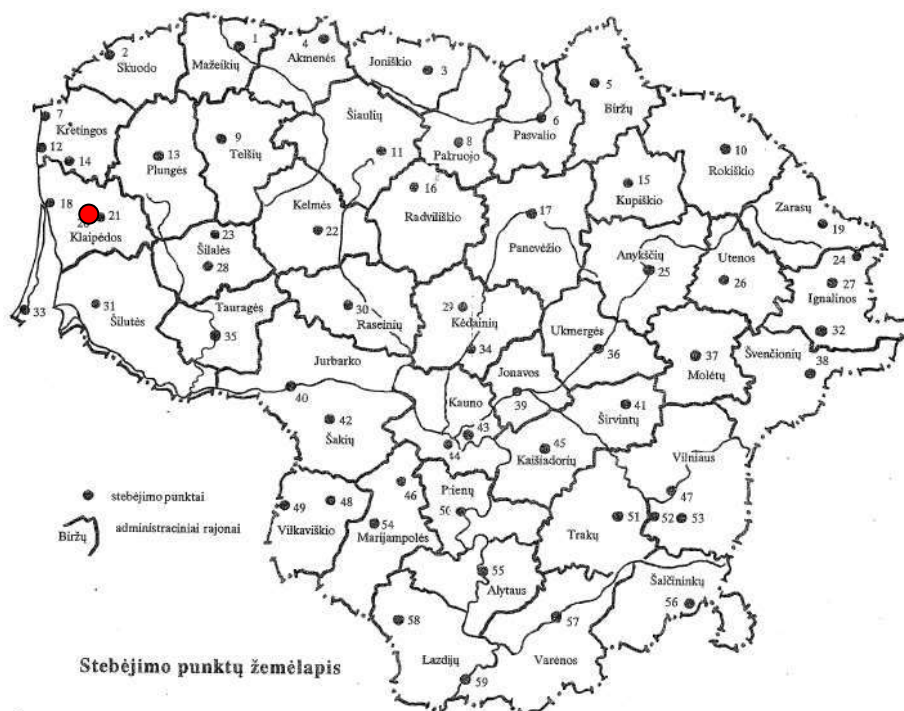 1
2
Skuodo
Mažeikių
4
Akmenės
Joniškio
3
5
Biržų
6
Pasvalio
7
Kretingos
12
14
13
Plungės
9
Telšių
Šiaulių
11
8
Pakruojo
10
Rokiškio
15
Kupiškio
16
Radviliškio
17
Panevėžio
18
20
21
Klaipėdos
Kelmės
22
23
Šilalės
28
Zarasų
19
24
27
Ignalinos
Utenos
26
Anykščių
25
31
Šilutės
33
Tauragės
35
30
Raseinių
29
Kėdainių
34
Ukmergės
36
32
Švenčionių
38
37
Molėtų
Jurbarko
40
Jonavos
39
Kauno
43
44
41
Širvintų
42
Šakių
45
Kaišiadorių
Vilniaus
47
46
Prienų
50
49
48
Vilkaviškio
54
Marijampolės
51
52
53
Trakų
55
Alytaus
Šalčininkų
56
57
58
Lazdijų
59
Varėnos
stebėjimo punktai
Biržų
administraciniai rajonai
Stebėjimo punktų žemėlapis